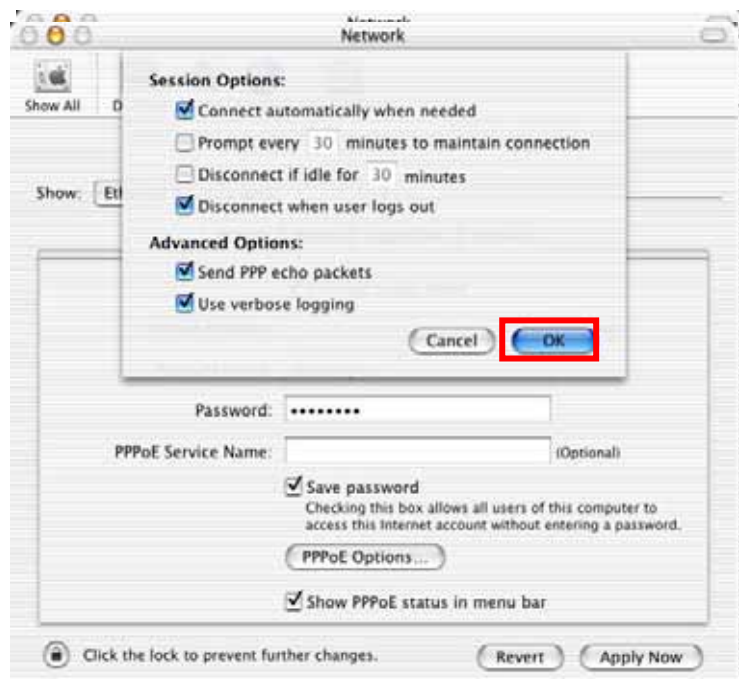 Network
Network
Show All D
Session Options:
Connect automatically when needed
Prompt every 30 minutes to maintain connection
Disconnect if idle for 30 minutes
Disconnect when user logs out
Advanced Options:
Send PPP echo packets
Use verbose logging
Cancel OK
Show: Eth
Password: ••••••••
PPPoE Service Name: (Optional)
Save password
Checking this box allows all users of this computer to
access this Internet account without entering a password.
PPPoE Options...
Show PPPoE status in menu bar
Click the lock to prevent further changes.
Revert Apply Now